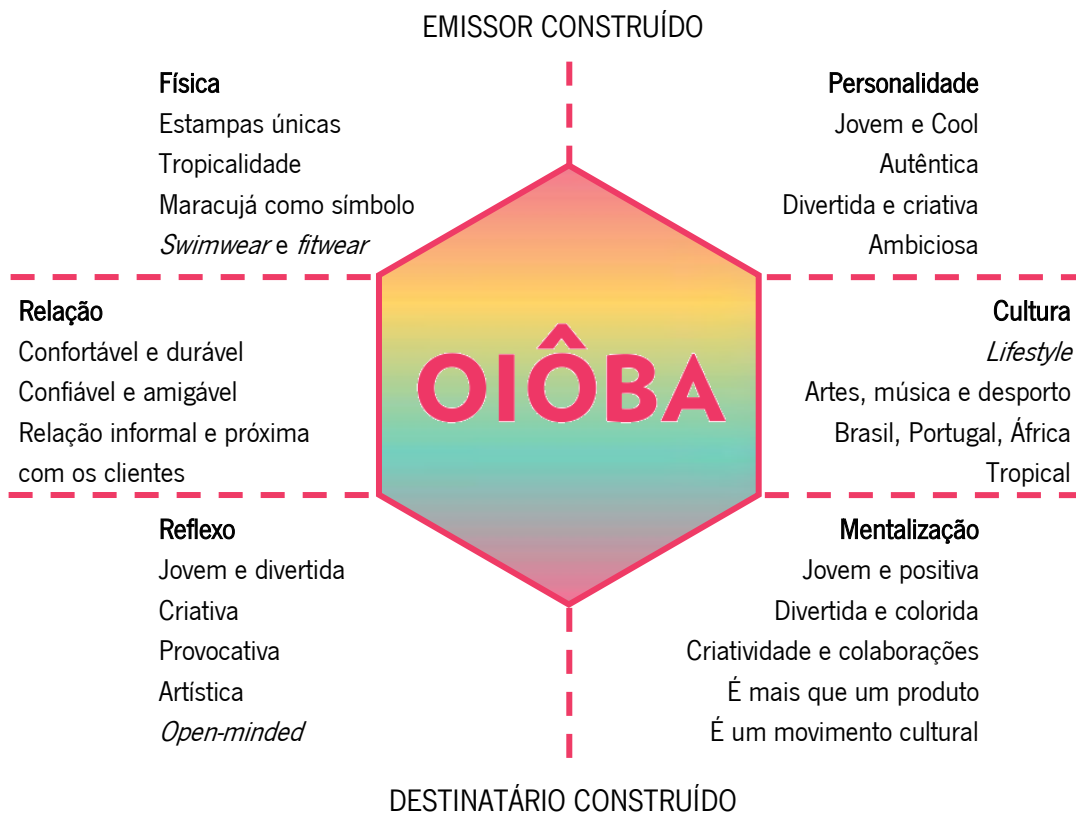 EMISSOR CONSTRUÍDO
Física
Estampas únicas
Tropicalidade
Maracujá como símbolo
Swimwear e fitwear
Personalidade
Jovem e Cool
Autêntica
Divertida e criativa
Ambiciosa
Relação
Confortável e durável
Confiável e amigável
Relação informal e próxima
com os clientes
OIÔBA
Cultura
Lifestyle
Artes, música e desporto
Brasil, Portugal, África
Tropical
Reflexo
Jovem e divertida
Criativa
Provocativa
Artística
Open-minded
Mentalização
Jovem e positiva
Divertida e colorida
Criatividade e colaborações
É mais que um produto
É um movimento cultural
DESTINATÁRIO CONSTRUÍDO